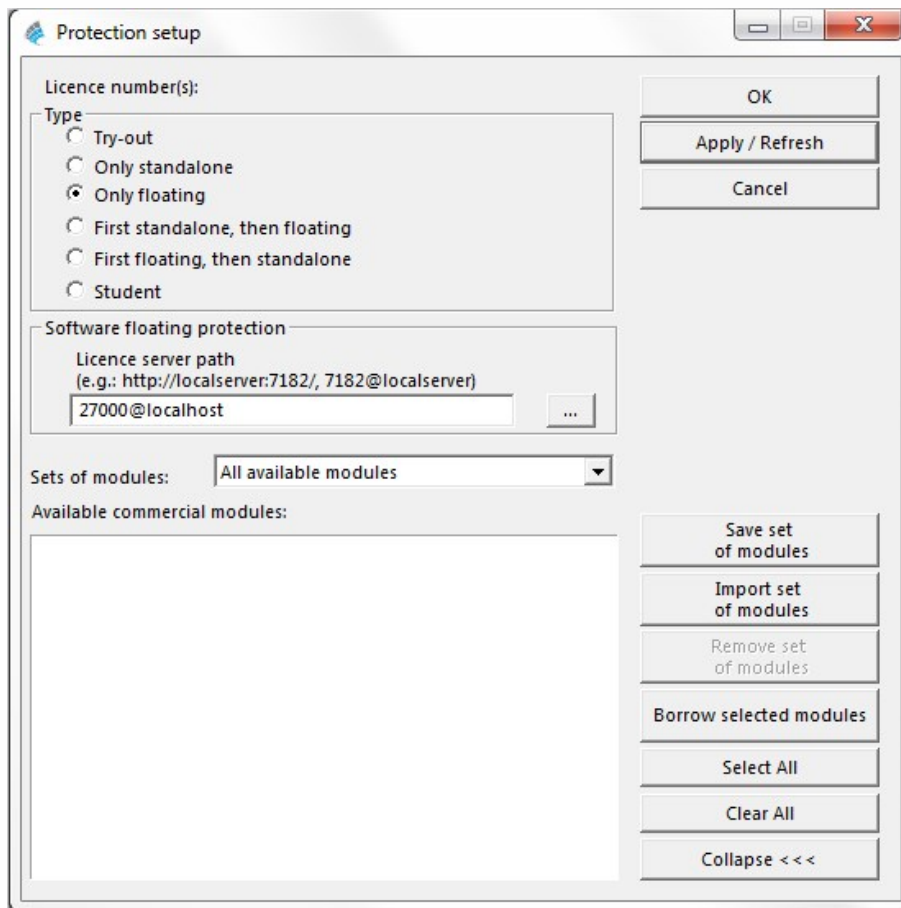 Protection setup
Licence number(s):
Type
Try-out
Only standalone
Only floating
First standalone, then floating
First floating, then standalone
Student
Software floating protection
Licence server path
(e.g.: http://localserver:7182/, 7182@localserver)
27000@localhost
...
Sets of modules:
All available modules
Available commercial modules:
OK
Apply / Refresh
Cancel
Save set
of modules
Import set
of modules
Remove set
of modules
Borrow selected modules
Select All
Clear All
Collapse < < <